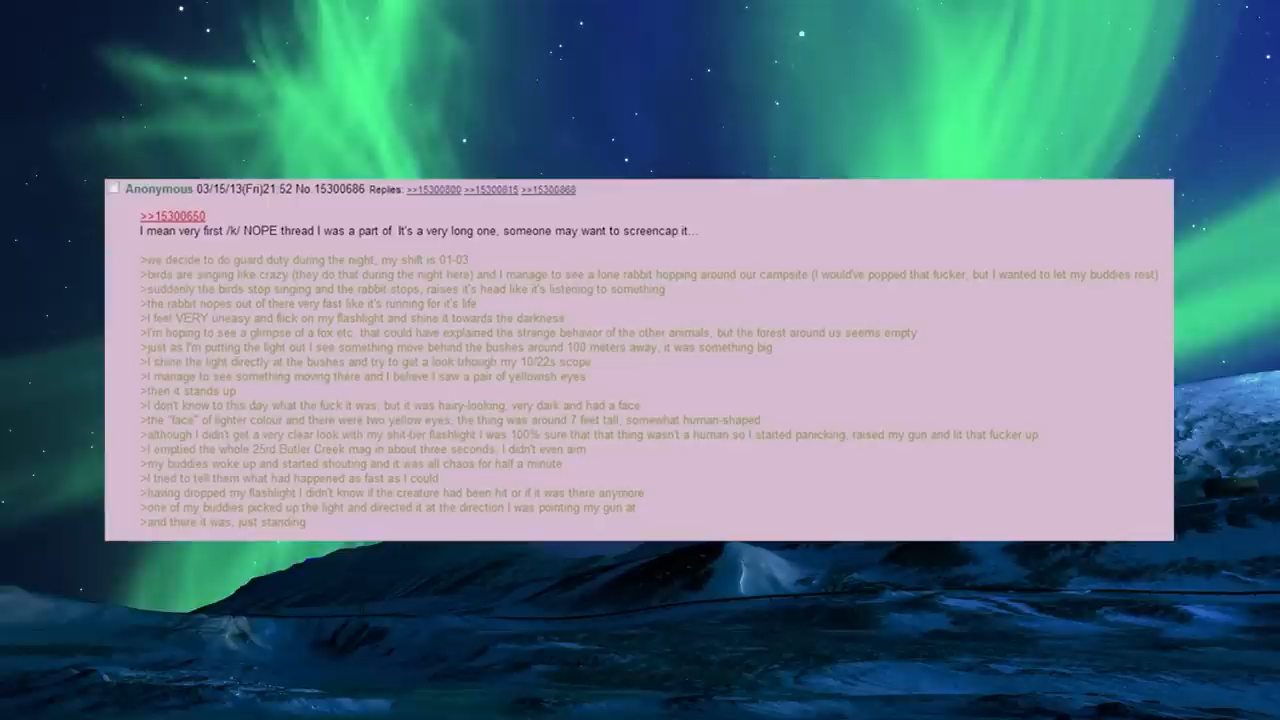 Anonymous 03/15/13(Fri)21:52 No.15300686 Replies: >>15300800 >>15300815 >>15300868
>>15300650
I mean very first /k/ NOPE thread I was a part of. It's a very long one, someone may want to screencap it...
>we decide to do guard duty during the night, my shift is 01-03
>birds are singing like crazy (they do that during the night here) and I manage to see a lone rabbit hopping around our campsite (I would've popped that fucker, but I wanted to let my buddies rest)
>suddenly the birds stop singing and the rabbit stops, raises it's head like it's listening to something
>the rabbit nopes out of there very fast like it's running for it's life
>I feel VERY uneasy and flick on my flashlight and shine it towards the darkness
>I'm hoping to see a glimpse of a fox etc. that could have explained the strange behavior of the other animals, but the forest around us seems empty
>just as I'm putting the light out I see something move behind the bushes around 100 meters away, it was something big
>I shine the light directly at the bushes and try to get a look trhough my 10/22s scope
>I manage to see something moving there and I believe I saw a pair of yellowish eyes
>then it stands up
>I don't know to this day what the fuck it was, but it was hairy-looking, very dark and had a face
>the "face" of lighter colour and there were two yellow eyes, the thing was around 7 feet tall, somewhat human-shaped
>although I didn't get a very clear look with my shit-tier flashlight I was 100% sure that that thing wasn't a human so I started panicking, raised my gun and lit that fucker up
>I emptied the whole 25rd Butler Creek mag in about three seconds, I didn't even aim
>my buddies woke up and started shouting and it was all chaos for half a minute
>I tried to tell them what had happened as fast as I could
>having dropped my flashlight I didn't know if the creature had been hit or if it was there anymore
>one of my buddies picked up the light and directed it at the direction I was pointing my gun at
>and there it was, just standing